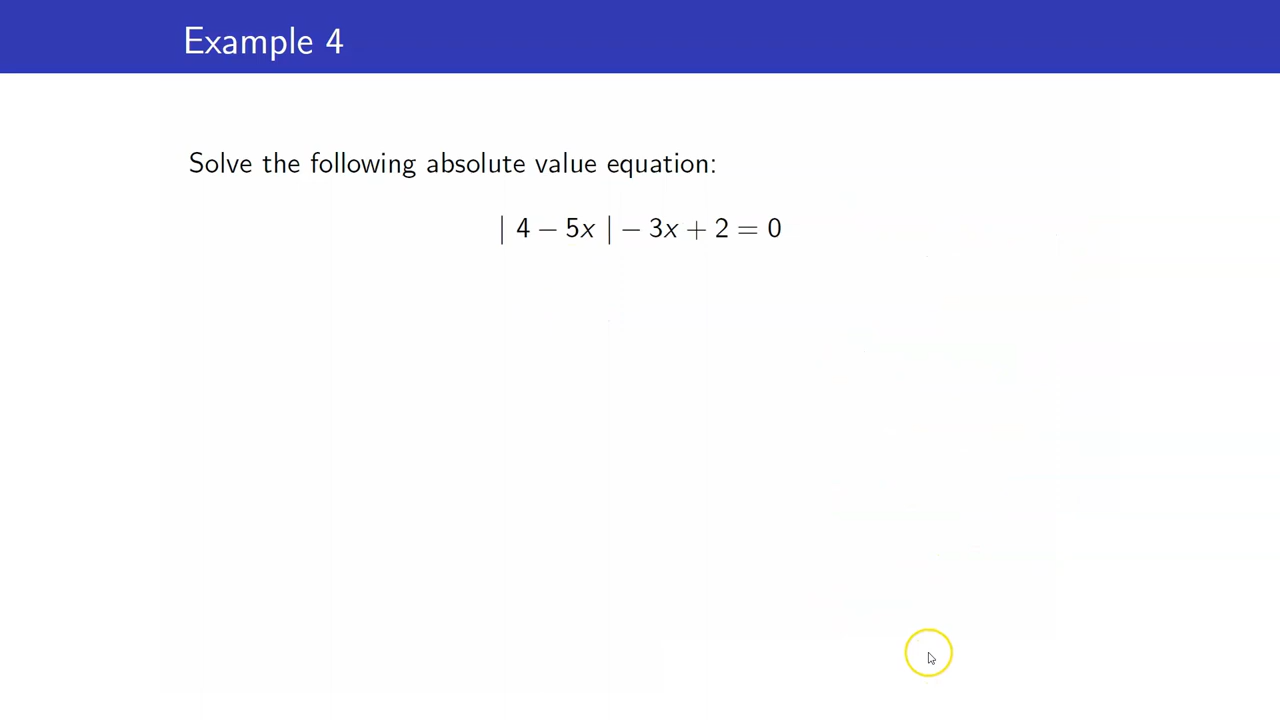 Example 4
Solve the following absolute value equation:
| 4 − 5x | − 3x + 2 = 0